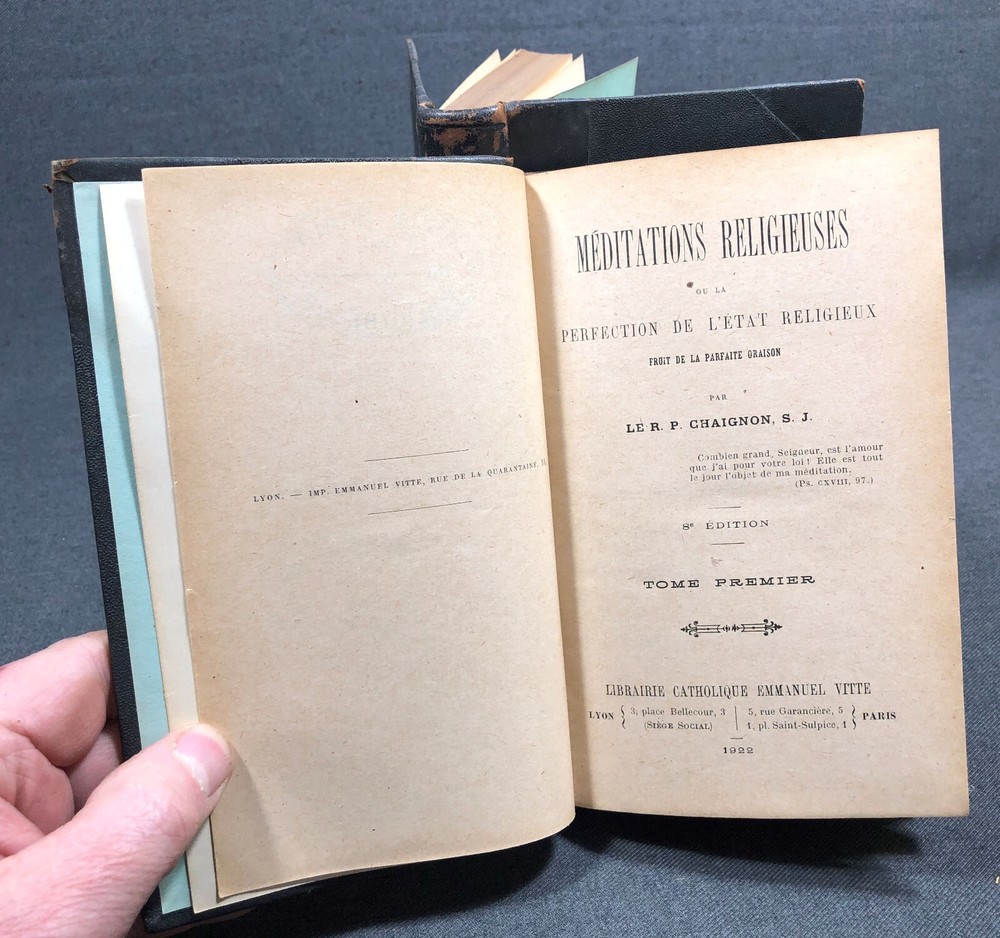 LYON. — IMP. EMMANUEL VITTE, RUE DE LA QUARANTAINE,
MÉDITATIONS RELIGIEUSES
OU LA
PERFECTION DE L'ÉTAT RELIGIEUX
FRUIT DE LA PARFAITE ORAISON
PAR
LE R. P. CHAIGNON, S. J.
Combien grand, Seigneur, est l'amour
que j'ai pour votre loi ! Elle est tout
le jour l'objet de ma méditation.
(Ps. CXVIII, 97.)
8e ÉDITION
TOME PREMIER
LIBRAIRIE CATHOLIQUE EMMANUEL VITTE
LYON { 3, place Bellecour, 3 | 5, rue Garancière, 5 } PARIS
(SIÈGE SOCIAL) | 1, pl. Saint-Sulpice, 1
1922